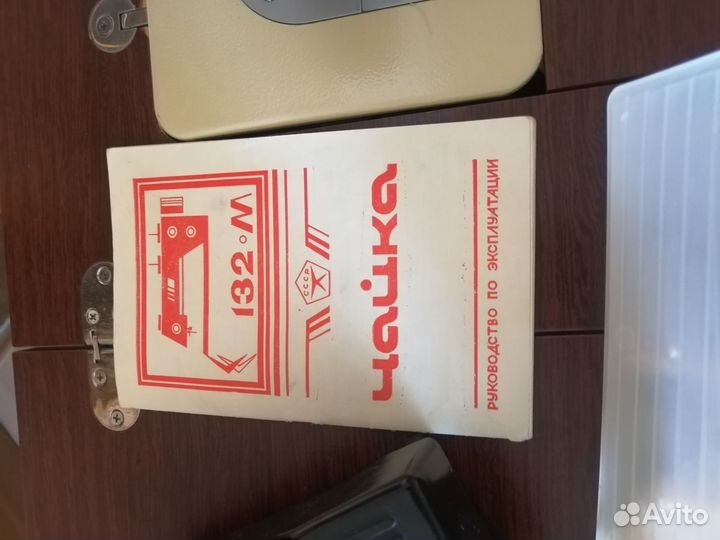 132·М
СССР
чайка
РУКОВОДСТВО ПО ЭКСПЛУАТАЦИИ
Avito